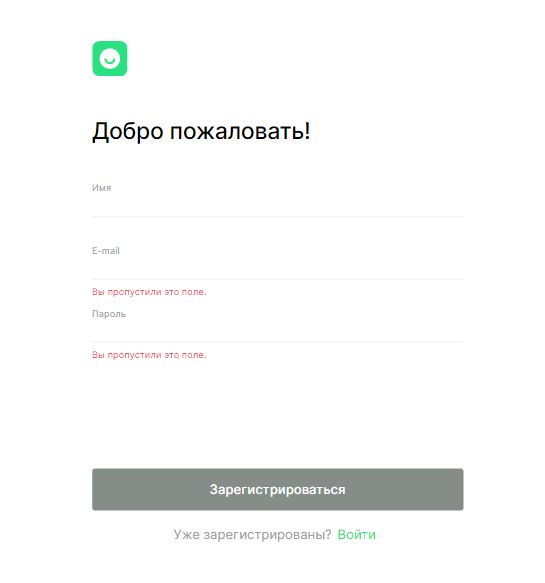 Добро пожаловать!
Имя
E-mail
Вы пропустили это поле.
Пароль
Вы пропустили это поле.
Зарегистрироваться
Уже зарегистрированы? Войти